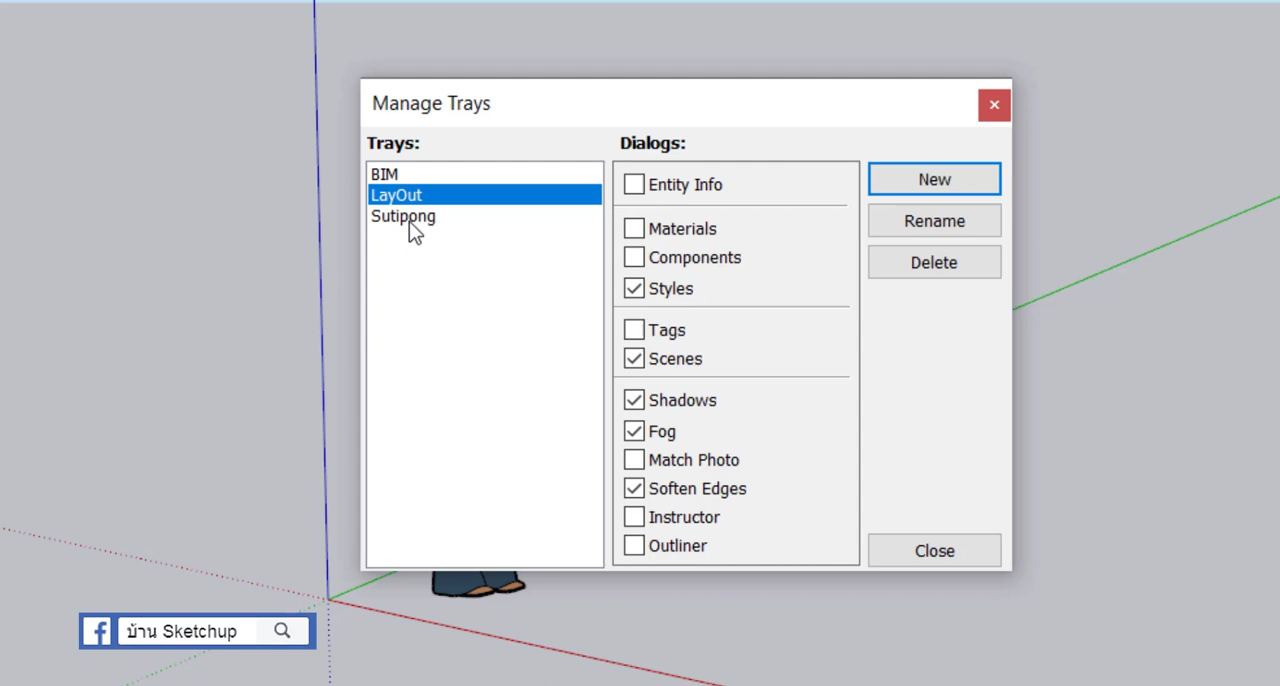 Manage Trays
×
Trays:
Dialogs:
BIM
LayOut
Sutipong
Entity Info
Materials
Components
Styles
Tags
Scenes
Shadows
Fog
Match Photo
Soften Edges
Instructor
Outliner
New
Rename
Delete
Close
f
บ้าน Sketchup